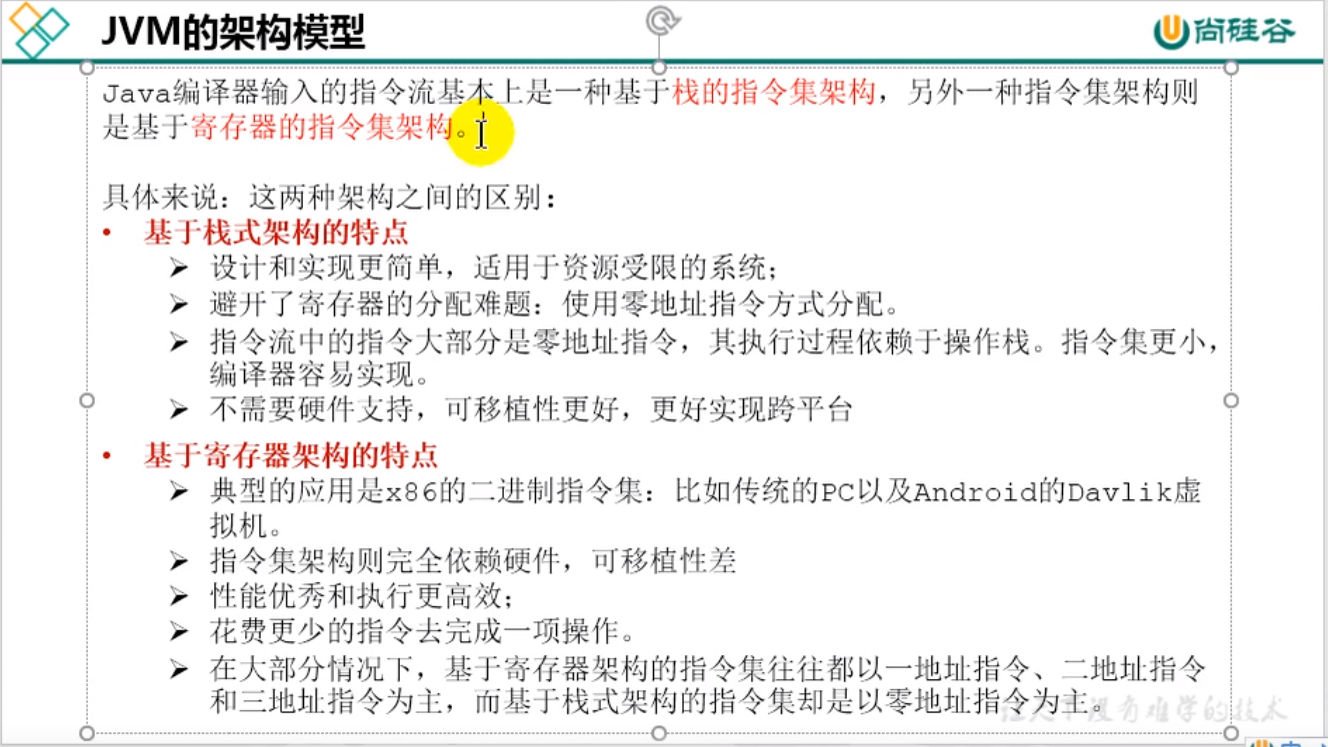 JVM的架构模型
尚硅谷
Java编译器输入的指令流基本上是一种基于栈的指令集架构，另外一种指令集架构则
是基于寄存器的指令集架构。
具体来说：这两种架构之间的区别：
• 基于栈式架构的特点
➢ 设计和实现更简单，适用于资源受限的系统；
➢ 避开了寄存器的分配难题：使用零地址指令方式分配。
➢ 指令流中的指令大部分是零地址指令，其执行过程依赖于操作栈。指令集更小，
编译器容易实现。
➢ 不需要硬件支持，可移植性更好，更好实现跨平台
• 基于寄存器架构的特点
➢ 典型的应用是x86的二进制指令集：比如传统的PC以及Android的Davlik虚
拟机。
➢ 指令集架构则完全依赖硬件，可移植性差
➢ 性能优秀和执行更高效；
➢ 花费更少的指令去完成一项操作。
➢ 在大部分情况下，基于寄存器架构的指令集往往都以一地址指令、二地址指令
和三地址指令为主，而基于栈式架构的指令集却是以零地址指令为主。
没有难学的技术